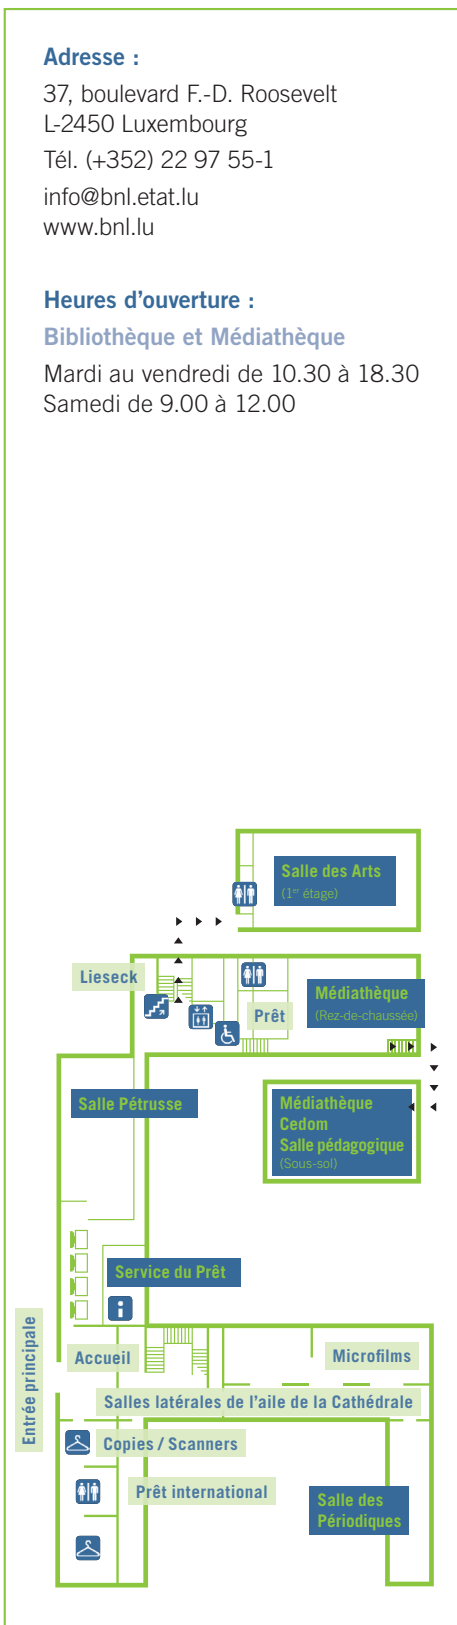 Adresse :
37, boulevard F.-D. Roosevelt
L-2450 Luxembourg
Tél. (+352) 22 97 55-1
info@bnl.etat.lu
www.bnl.lu
Heures d'ouverture :
Bibliothèque et Médiathèque
Mardi au vendredi de 10.30 à 18.30
Samedi de 9.00 à 12.00
Salle des Arts
(1er étage)
Lieseck
Médiathèque
(Rez-de-chaussée)
Prêt
Salle Pétrusse
Médiathèque
Cedom
Salle pédagogique
(Sous-sol)
Service du Prêt
Entrée principale
Accueil
Microfilms
Salles latérales de l'aile de la Cathédrale
Copies / Scanners
Prêt international
Salle des
Périodiques